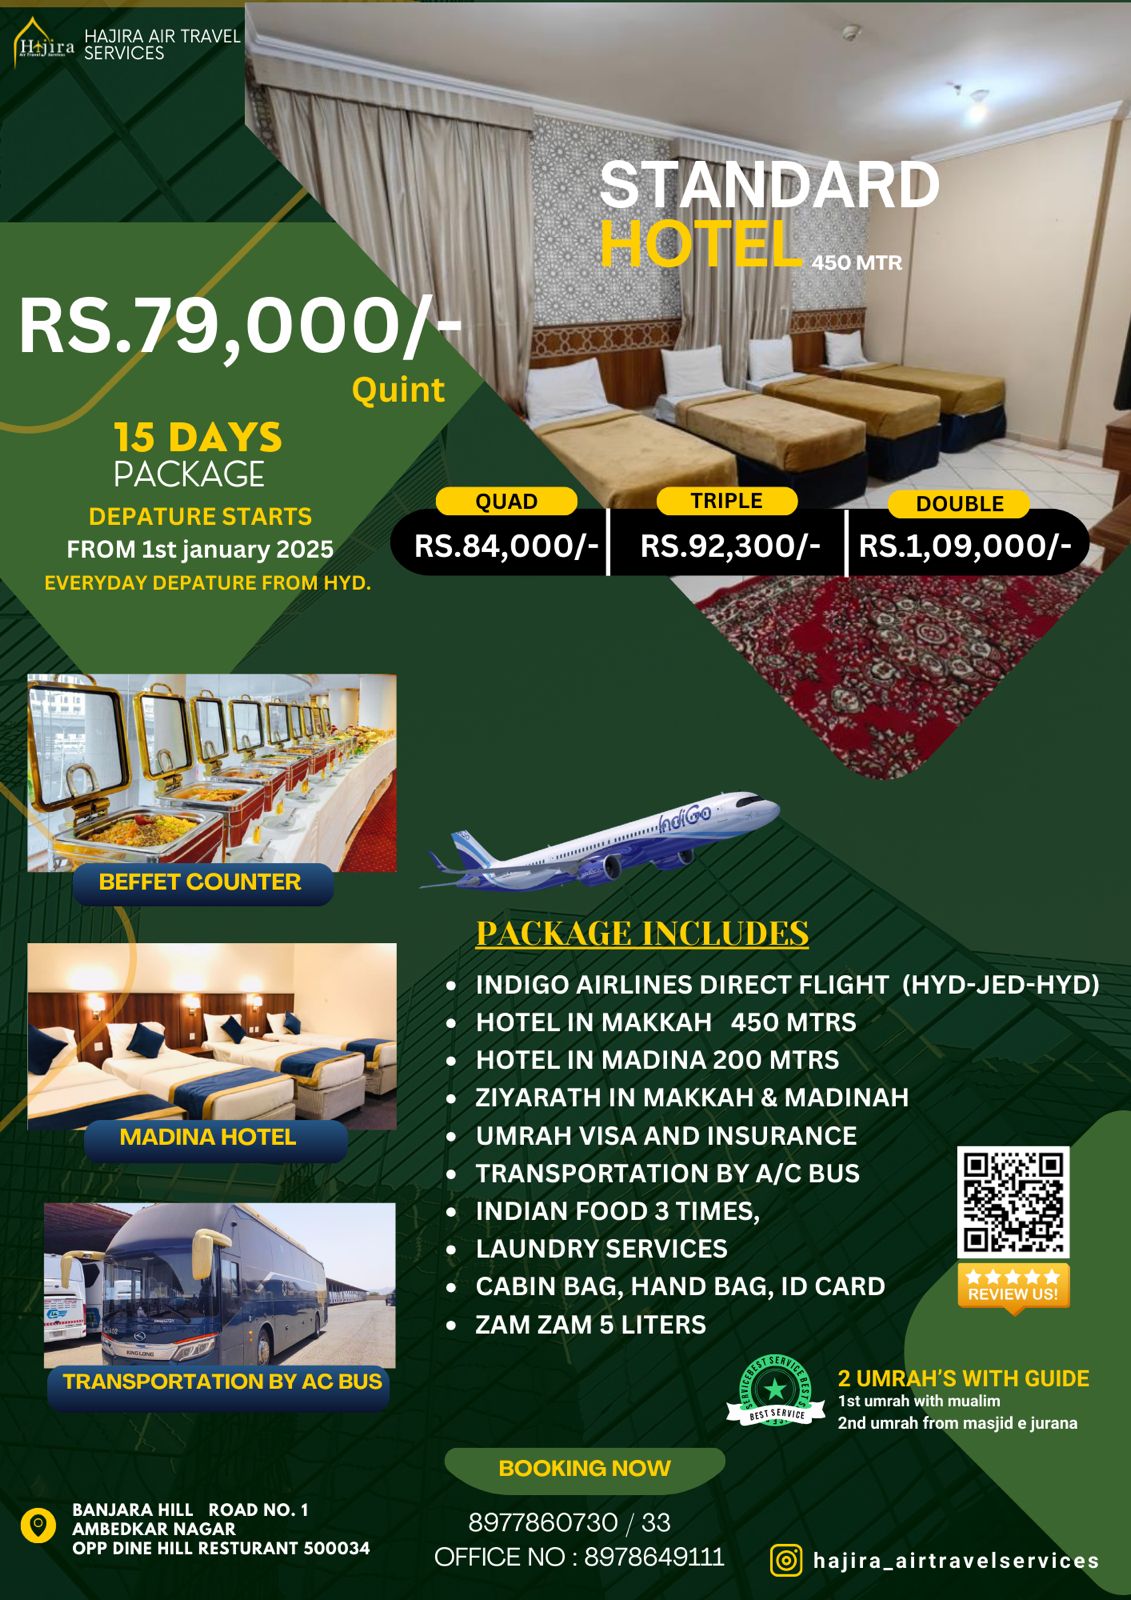 Hajira
Air Travel Services
HAJIRA AIR TRAVEL
SERVICES
STANDARD
HOTEL 450 MTR
RS.79,000/-
Quint
15 DAYS
PACKAGE
DEPATURE STARTS
FROM 1st january 2025
EVERYDAY DEPATURE FROM HYD.
QUAD
RS.84,000/-
TRIPLE
RS.92,300/-
DOUBLE
RS.1,09,000/-
BEFFET COUNTER
IndiGo
MADINA HOTEL
KING LONG
TRANSPORTATION BY AC BUS
PACKAGE INCLUDES
• INDIGO AIRLINES DIRECT FLIGHT (HYD-JED-HYD)
• HOTEL IN MAKKAH 450 MTRS
• HOTEL IN MADINA 200 MTRS
• ZIYARATH IN MAKKAH & MADINAH
• UMRAH VISA AND INSURANCE
• TRANSPORTATION BY A/C BUS
• INDIAN FOOD 3 TIMES,
• LAUNDRY SERVICES
• CABIN BAG, HAND BAG, ID CARD
• ZAM ZAM 5 LITERS
REVIEW US!
BEST SERVICE
2 UMRAH'S WITH GUIDE
1st umrah with mualim
2nd umrah from masjid e jurana
BOOKING NOW
8977860730 / 33
OFFICE NO : 8978649111
BANJARA HILL ROAD NO. 1
AMBEDKAR NAGAR
OPP DINE HILL RESTURANT 500034
hajira_airtravelservices